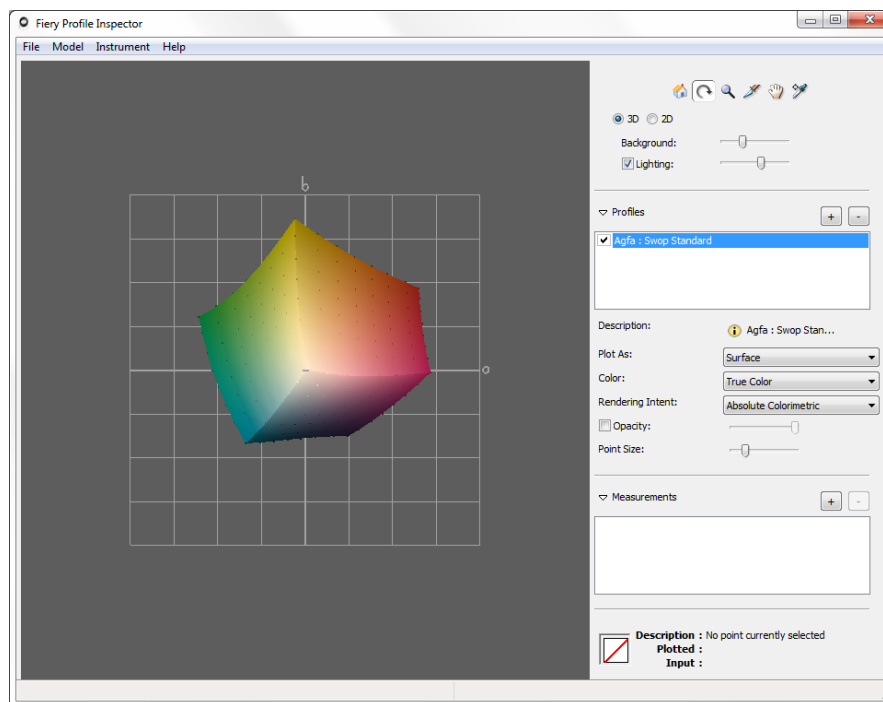 Fiery Profile Inspector
File Model Instrument Help
3D 2D
Background:
Lighting:
b
a
Profiles + -
Agfa : Swop Standard
Description: Agfa : Swop Stan...
Plot As: Surface
Color: True Color
Rendering Intent: Absolute Colorimetric
Opacity:
Point Size:
Measurements + -
Description : No point currently selected
Plotted :
Input :